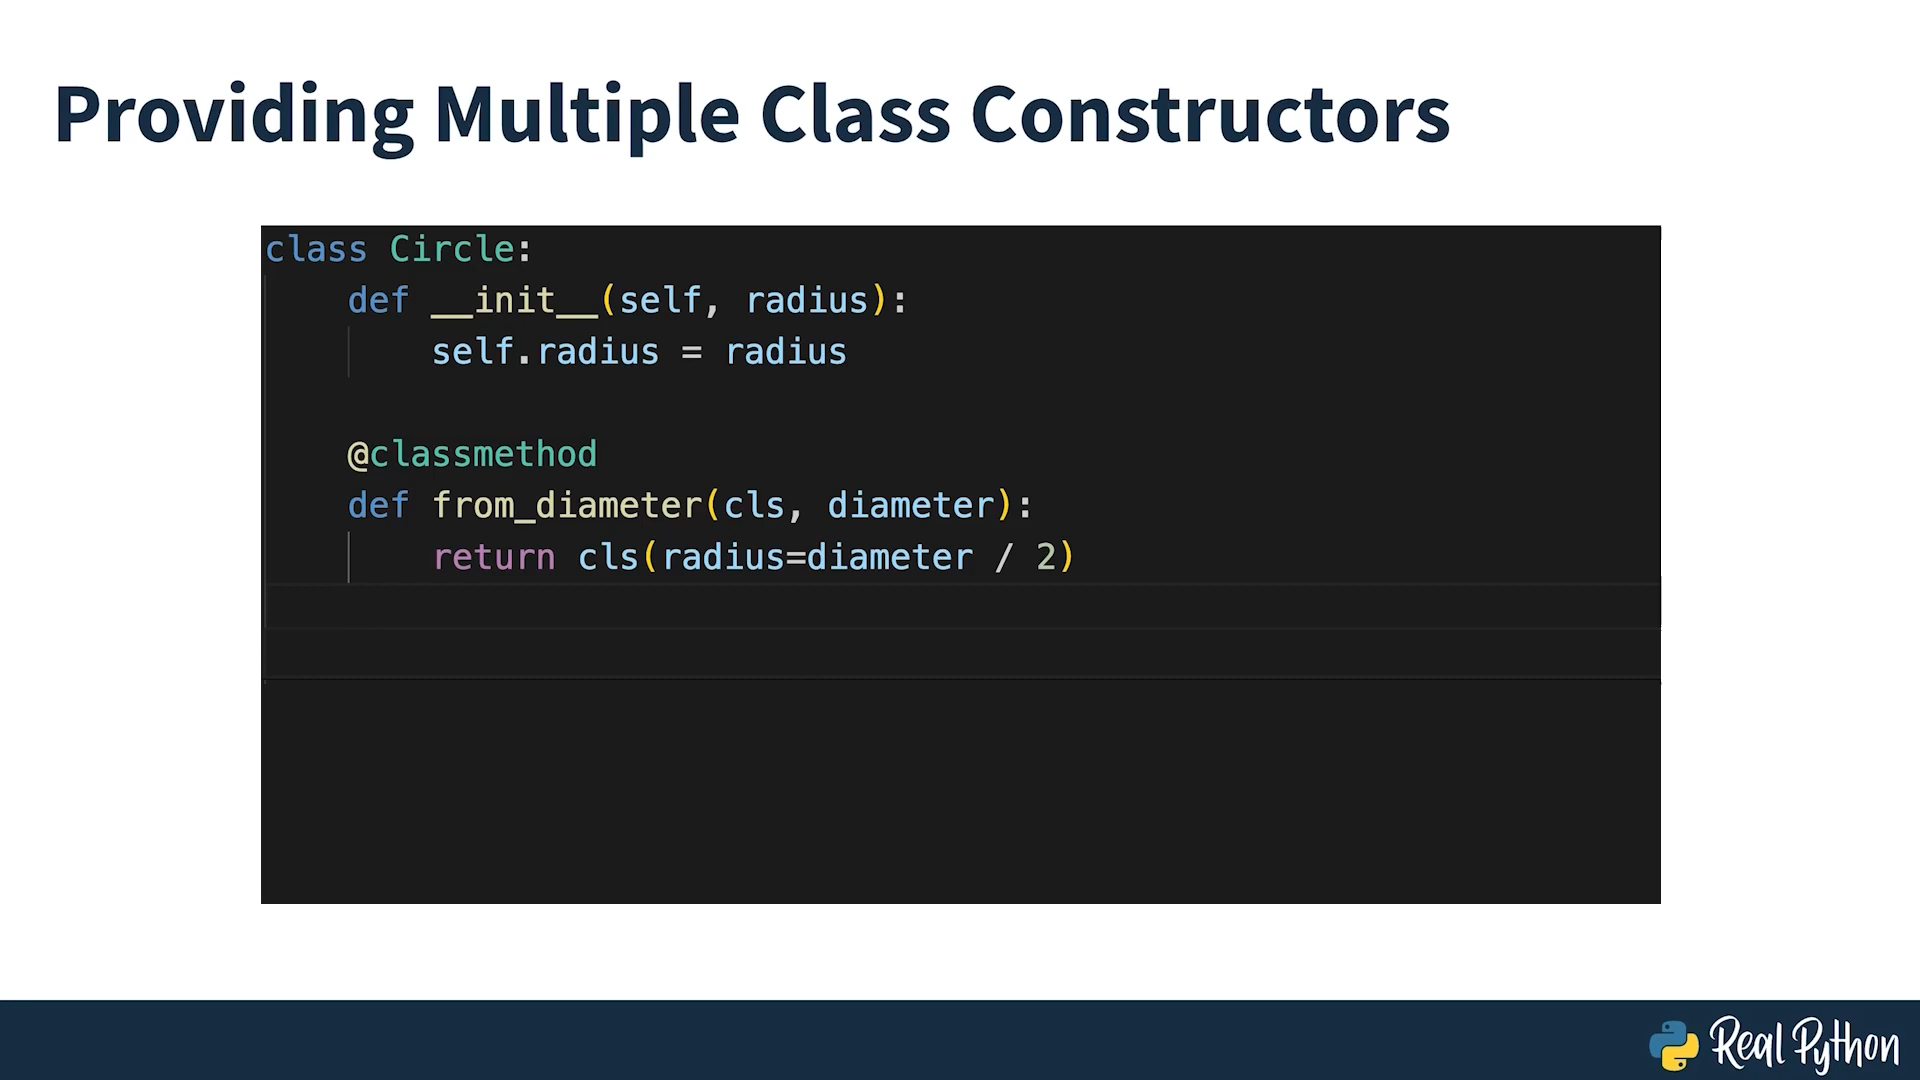 Providing Multiple Class Constructors
class Circle:
    def __init__(self, radius):
        self.radius = radius
    @classmethod
    def from_diameter(cls, diameter):
        return cls(radius=diameter / 2)
Real Python